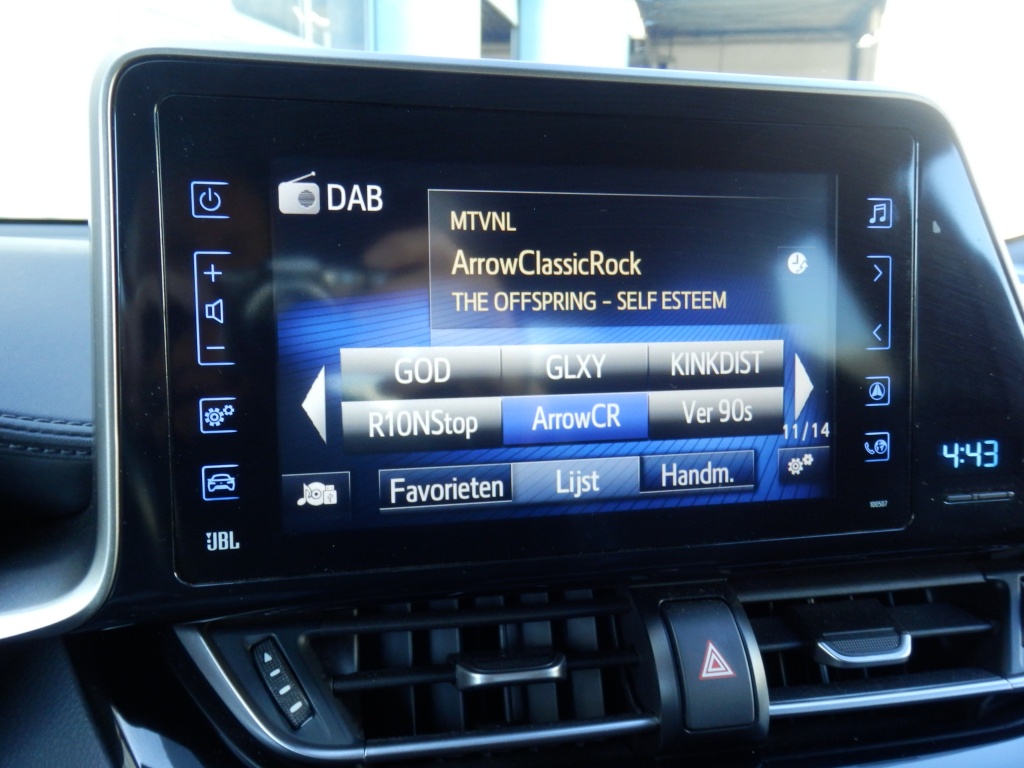 DAB
MTVNL
ArrowClassicRock
THE OFFSPRING - SELF ESTEEM
GOD GLXY KINKDIST
R10NStop ArrowCR Ver 90s
11/14
Favorieten Lijst Handm.
4:43
100507
JBL